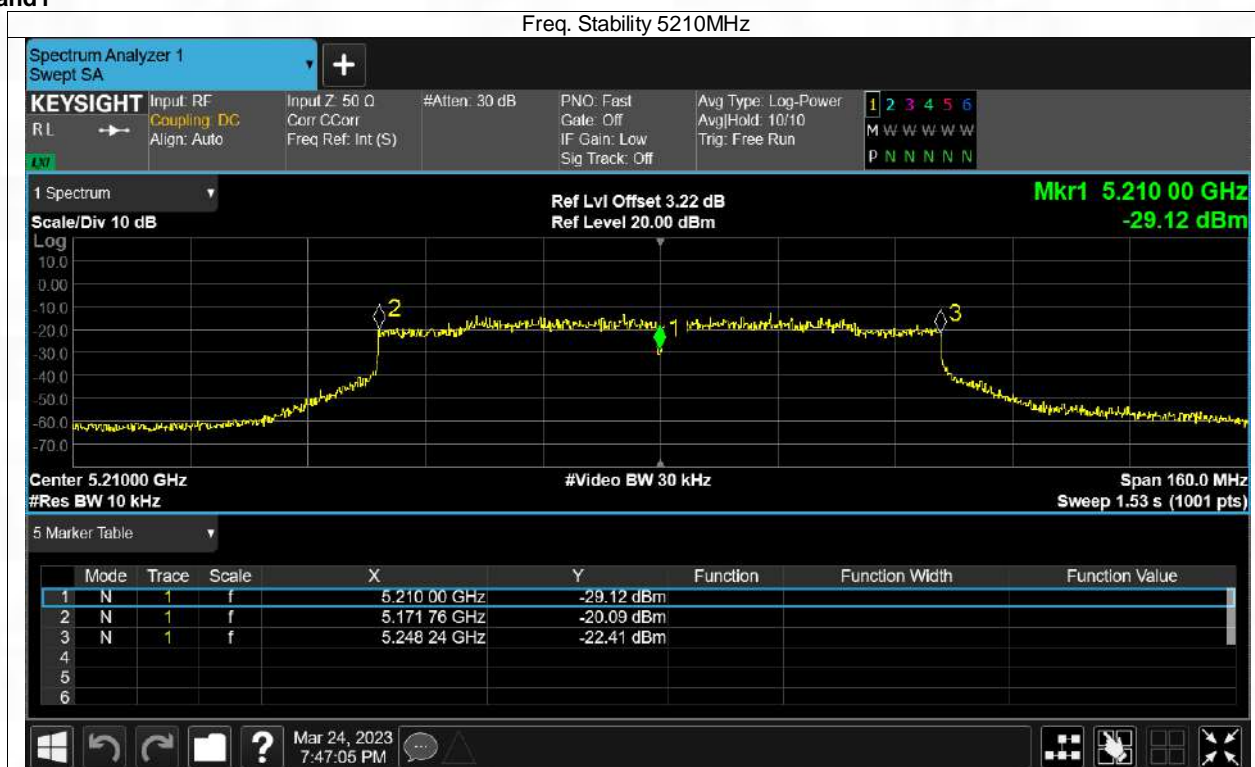 Freq. Stability 5210MHz
Spectrum Analyzer 1
Swept SA
+
KEYSIGHT Input: RF Input Z: 50 Ω #Atten: 30 dB PNO: Fast Avg Type: Log-Power 1 2 3 4 5 6
RL Coupling: DC Corr CCorr Gate: Off Avg|Hold: 10/10 M W W W W W
Align: Auto Freq Ref: Int (S) IF Gain: Low Trig: Free Run
LXI Sig Track: Off P N N N N N
1 Spectrum Ref Lvl Offset 3.22 dB Mkr1 5.210 00 GHz
Scale/Div 10 dB Ref Level 20.00 dBm -29.12 dBm
Log
10.0
0.00
-10.0
2
3
-20.0
1
-30.0
-40.0
-50.0
-60.0
-70.0
Center 5.21000 GHz #Video BW 30 kHz Span 160.0 MHz
#Res BW 10 kHz Sweep 1.53 s (1001 pts)
5 Marker Table
Mode Trace Scale X Y Function Function Width Function Value
1 N 1 f 5.210 00 GHz -29.12 dBm
2 N 1 f 5.171 76 GHz -20.09 dBm
3 N 1 f 5.248 24 GHz -22.41 dBm
4
5
6
? Mar 24, 2023
7:47:05 PM